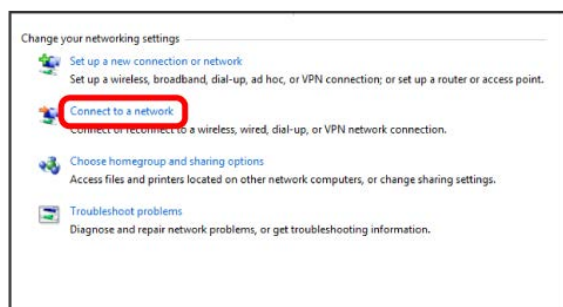 Change your networking settings
Set up a new connection or network
Set up a wireless, broadband, dial-up, ad hoc, or VPN connection; or set up a router or access point.
Connect to a network
Connect or reconnect to a wireless, wired, dial-up, or VPN network connection.
Choose homegroup and sharing options
Access files and printers located on other network computers, or change sharing settings.
Troubleshoot problems
Diagnose and repair network problems, or get troubleshooting information.